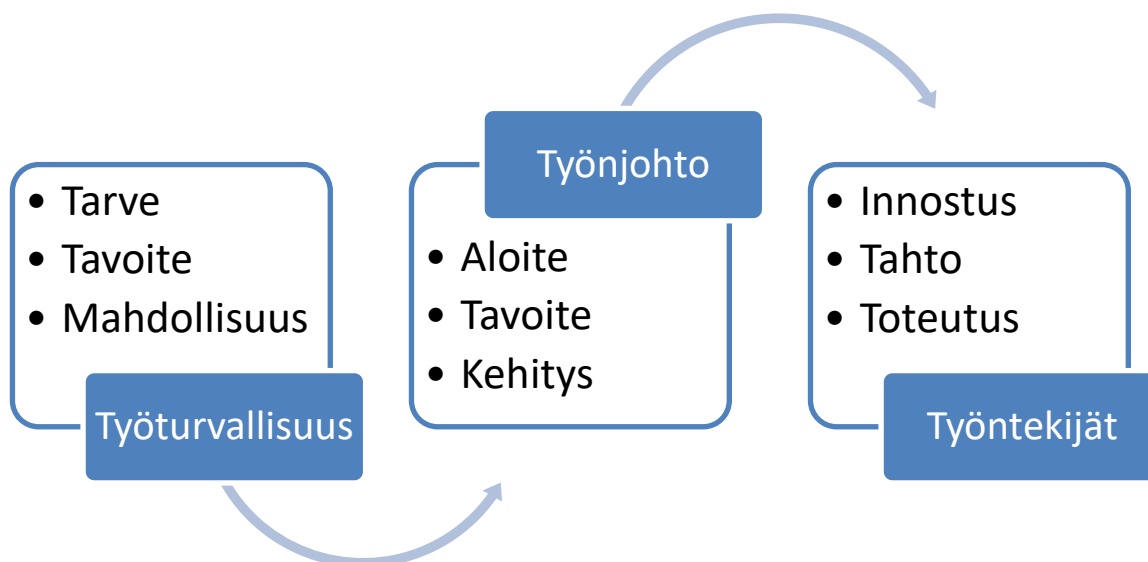 • Tarve
• Tavoite
• Mahdollisuus
Työturvallisuus
Työnjohto
• Aloite
• Tavoite
• Kehitys
• Innostus
• Tahto
• Toteutus
Työntekijät